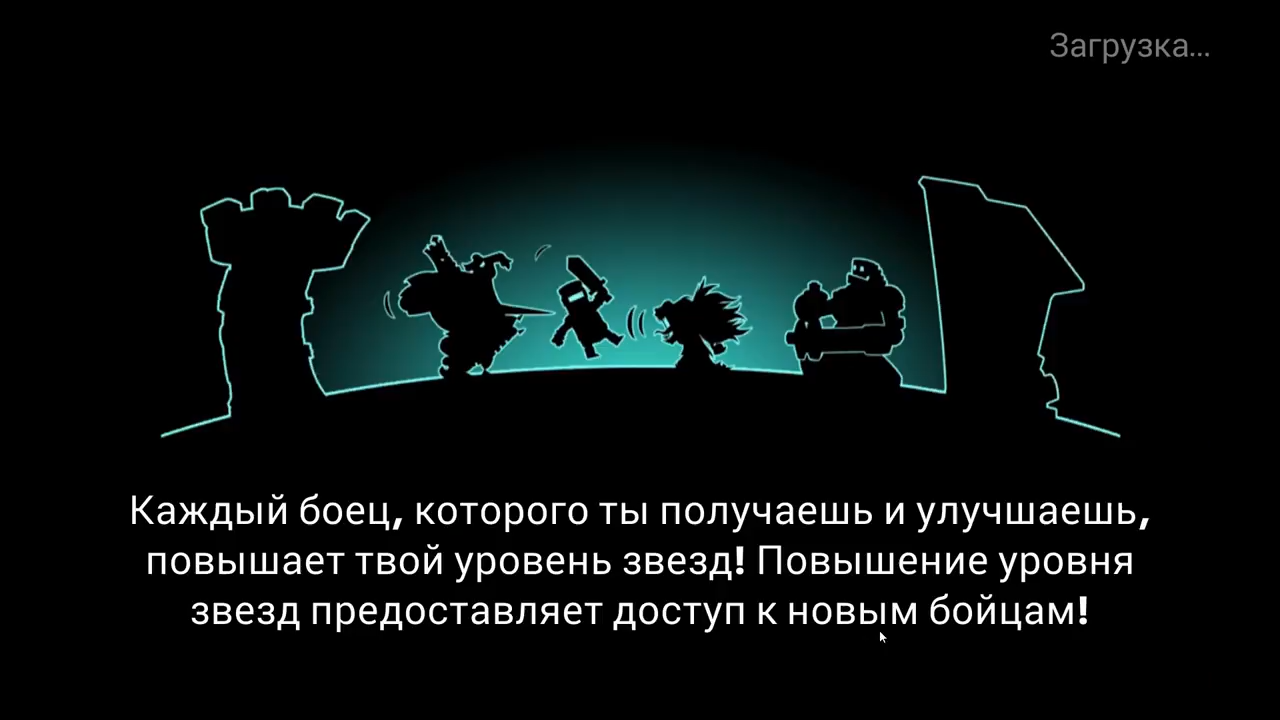 Загрузка...
Каждый боец, которого ты получаешь и улучшаешь,
повышает твой уровень звезд! Повышение уровня
звезд предоставляет доступ к новым бойцам!